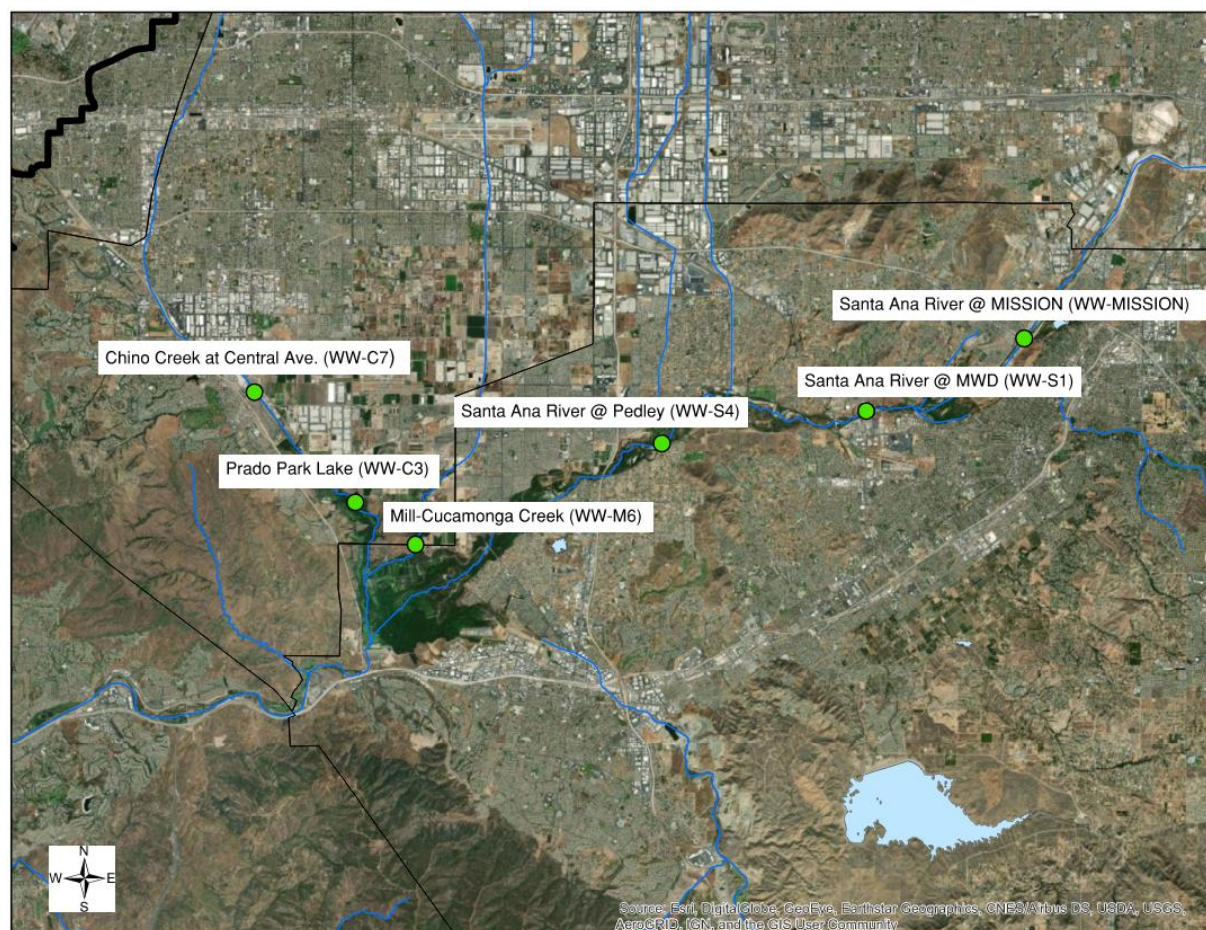 Santa Ana River @ MISSION (WW-MISSION)
Chino Creek at Central Ave. (WW-C7)
Santa Ana River @ MWD (WW-S1)
Santa Ana River @ Pedley (WW-S4)
Prado Park Lake (WW-C3)
Mill-Cucamonga Creek (WW-M6)
N
W E
S
Source: Esri, DigitalGlobe, GeoEye, Earthstar Geographics, CNES/Airbus DS, USDA, USGS,
AeroGRID, IGN, and the GIS User Community